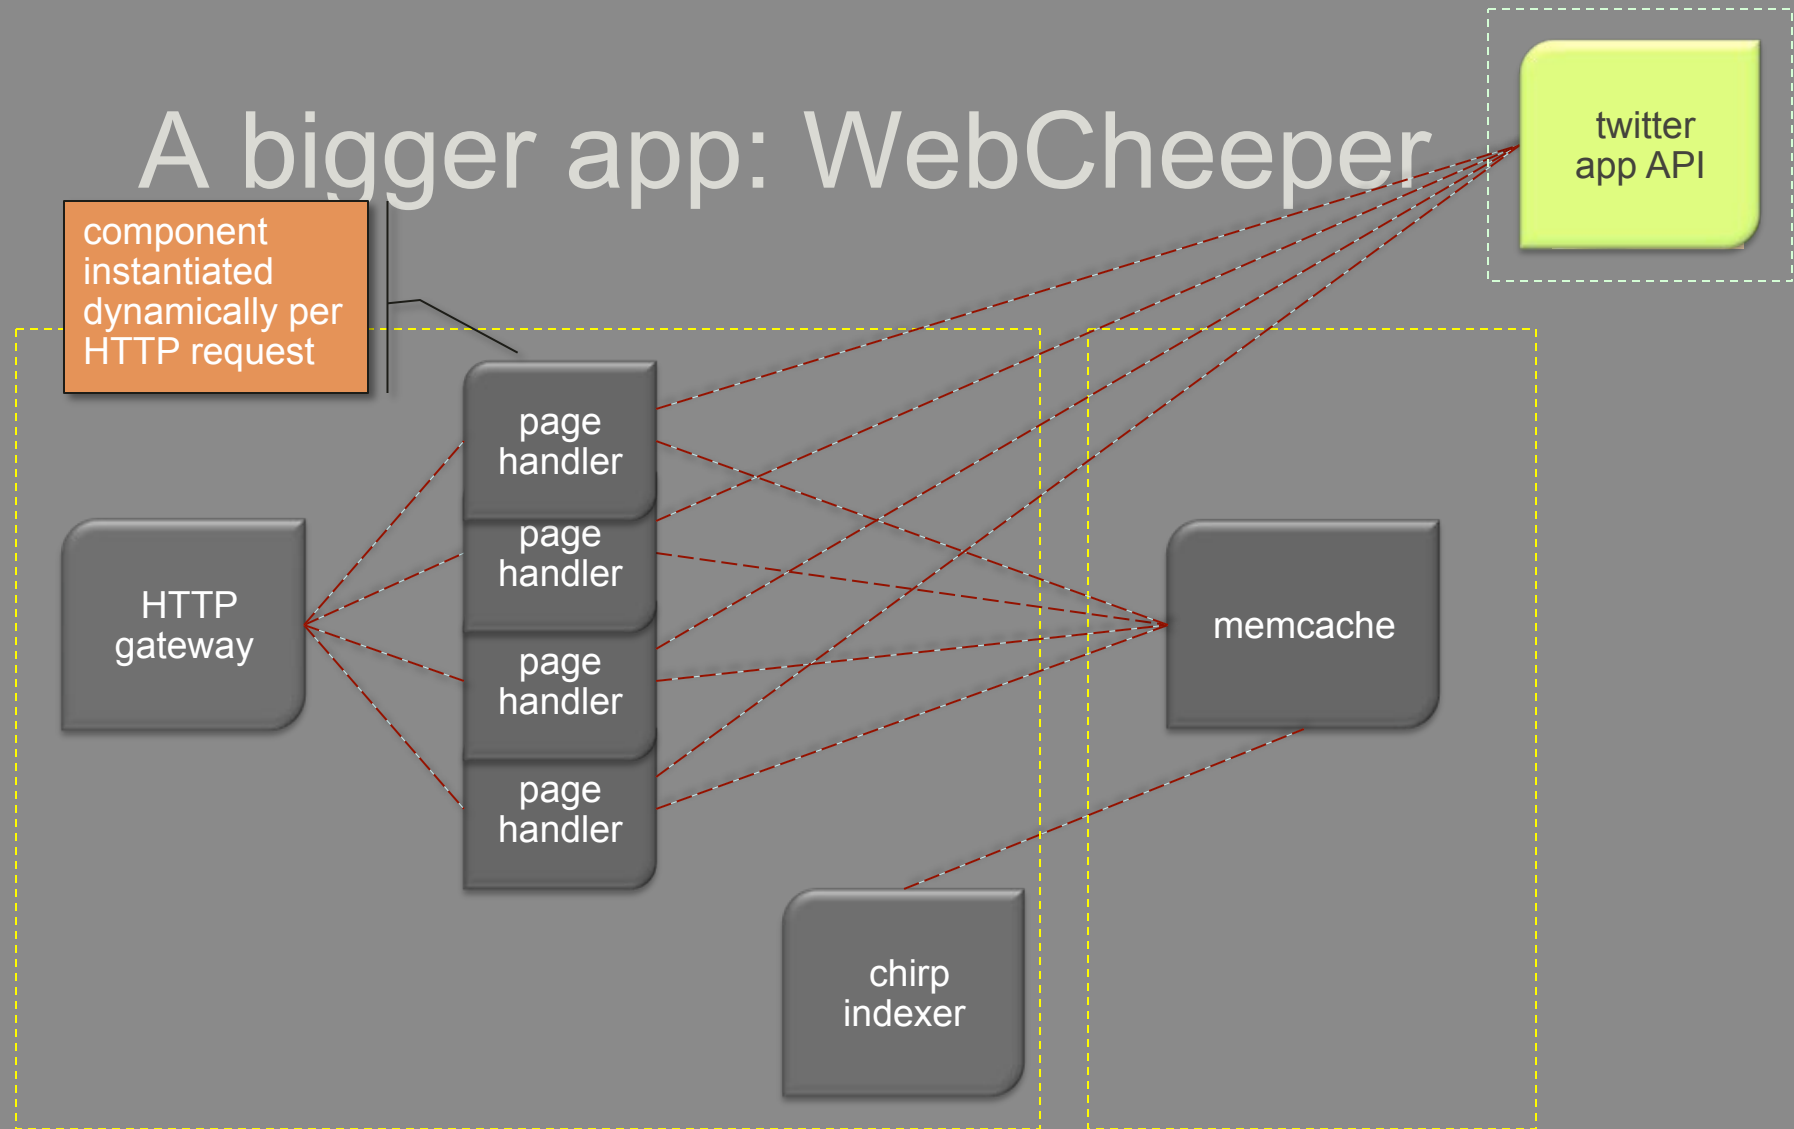 A bigger app: WebCheeper
twitter
app API
component
instantiated
dynamically per
HTTP request
page
handler
page
handler
page
handler
page
handler
HTTP
gateway
memcache
chirp
indexer